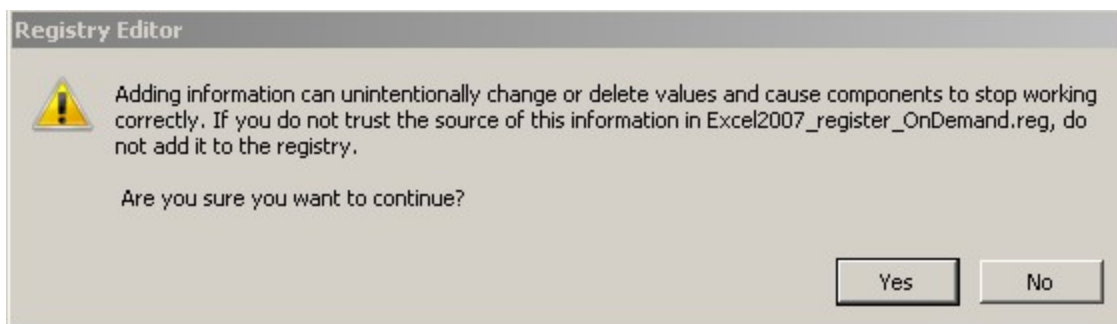 Registry Editor
Adding information can unintentionally change or delete values and cause components to stop working
correctly. If you do not trust the source of this information in Excel2007_register_OnDemand.reg, do
not add it to the registry.
Are you sure you want to continue?
Yes No